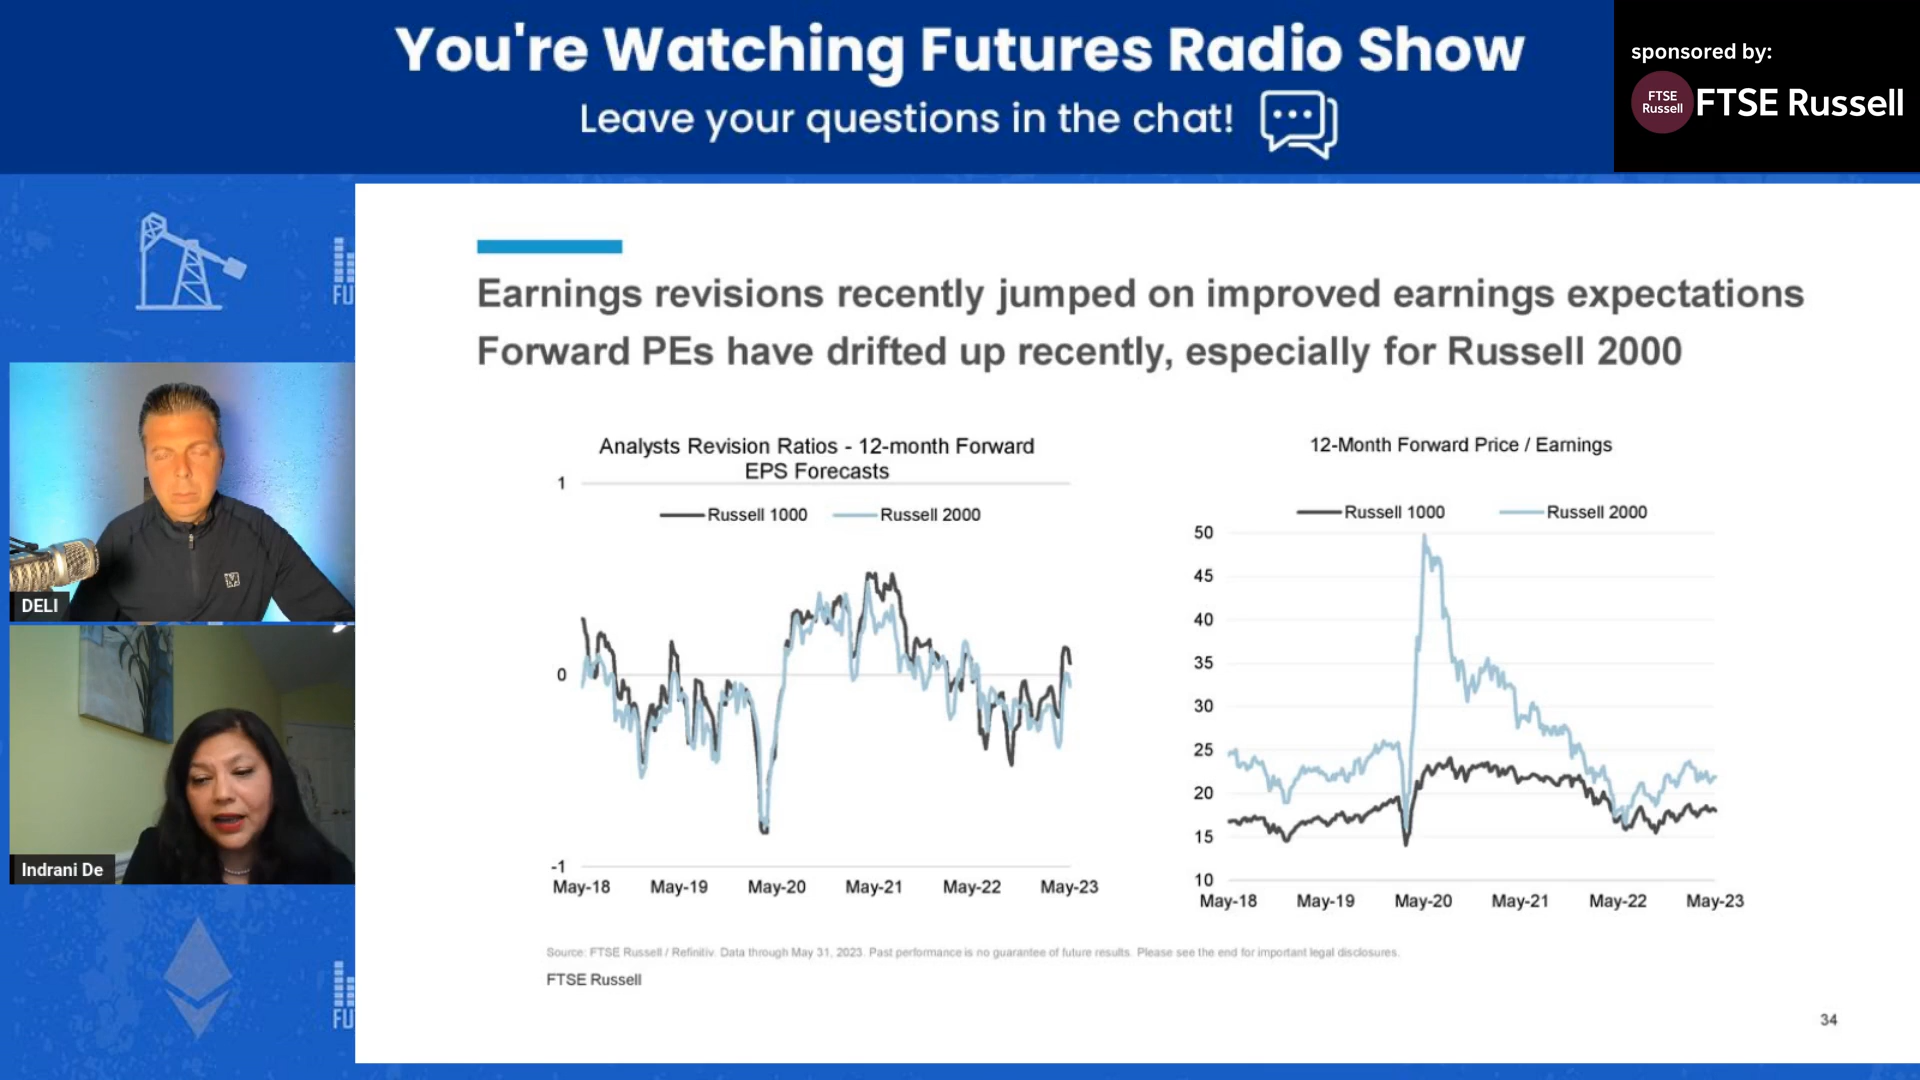 You're Watching Futures Radio Show
Leave your questions in the chat!
sponsored by:
FTSE
Russell
FTSE Russell
FU
DELI
Indrani De
FU
Earnings revisions recently jumped on improved earnings expectations
Forward PEs have drifted up recently, especially for Russell 2000
Analysts Revision Ratios - 12-month Forward
EPS Forecasts
Russell 1000 Russell 2000
1
0
-1
May-18 May-19 May-20 May-21 May-22 May-23
12-Month Forward Price / Earnings
Russell 1000 Russell 2000
50
45
40
35
30
25
20
15
10
May-18 May-19 May-20 May-21 May-22 May-23
Source: FTSE Russell / Refinitiv. Data through May 31, 2023. Past performance is no guarantee of future results. Please see the end for important legal disclosures.
FTSE Russell
34